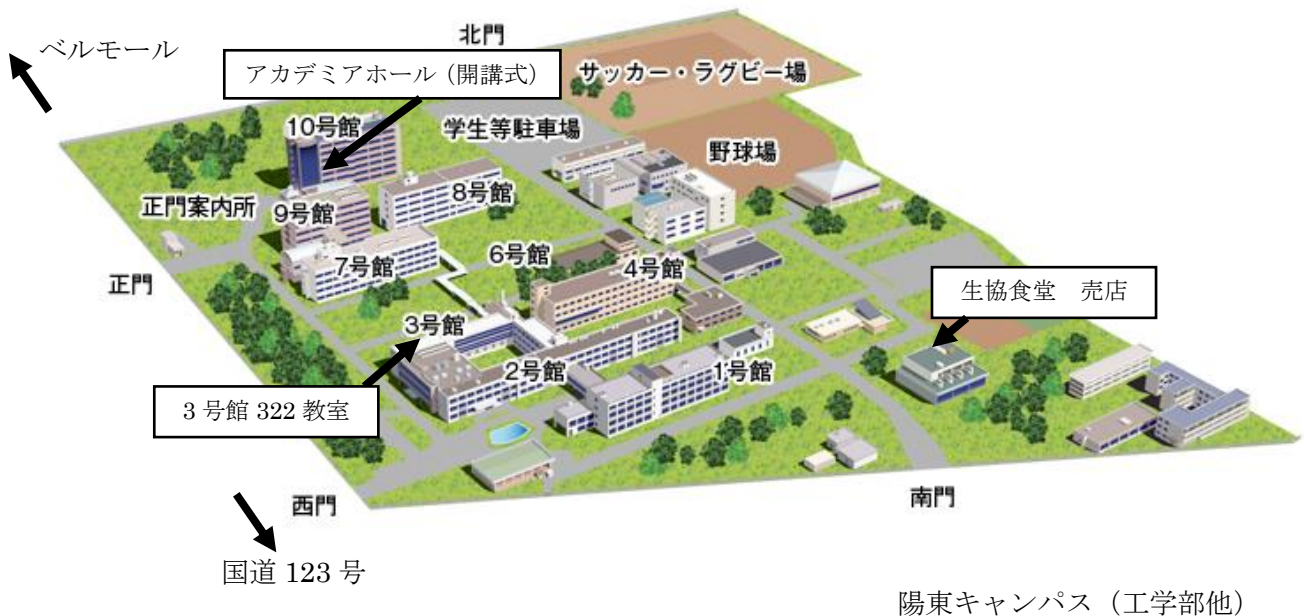 ベルモール
北門
アカデミアホール（開講式）
サッカー・ラグビー場
10号館
学生等駐車場
野球場
8号館
正門案内所
9号館
7号館
6号館
4号館
正門
生協食堂　売店
3号館
2号館
1号館
3 号館 322 教室
西門
南門
国道 123 号
陽東キャンパス（工学部他）